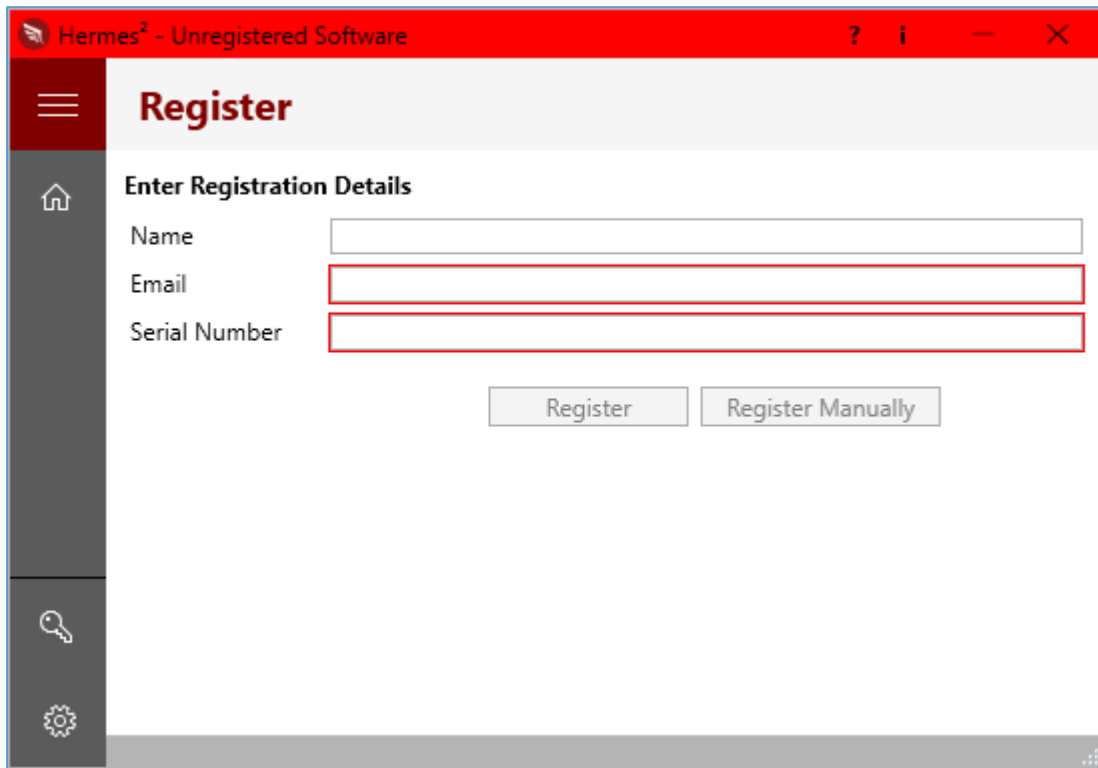 Hermes² - Unregistered Software ? i
Register
Enter Registration Details
Name
Email
Serial Number
Register Register Manually